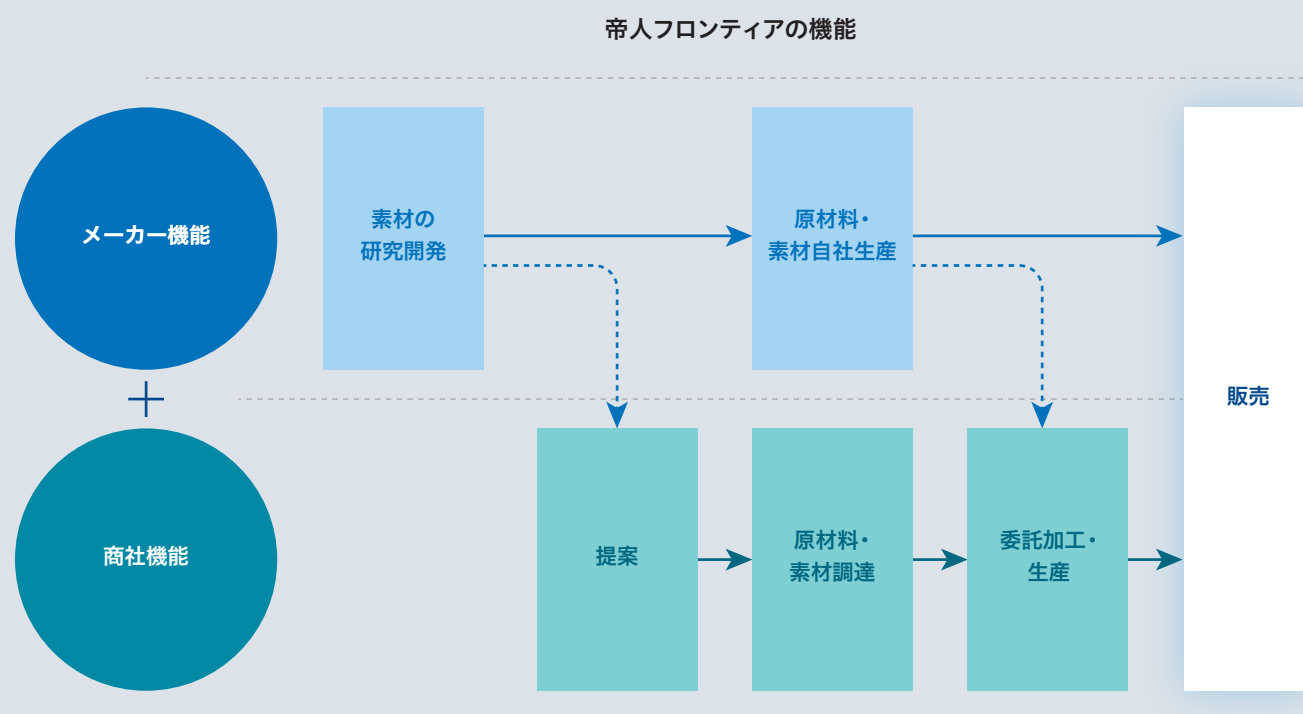 帝人フロンティアの機能
メーカー機能
素材の
研究開発
原材料・
素材自社生産
販売
商社機能
提案
原材料・
素材調達
委託加工・
生産